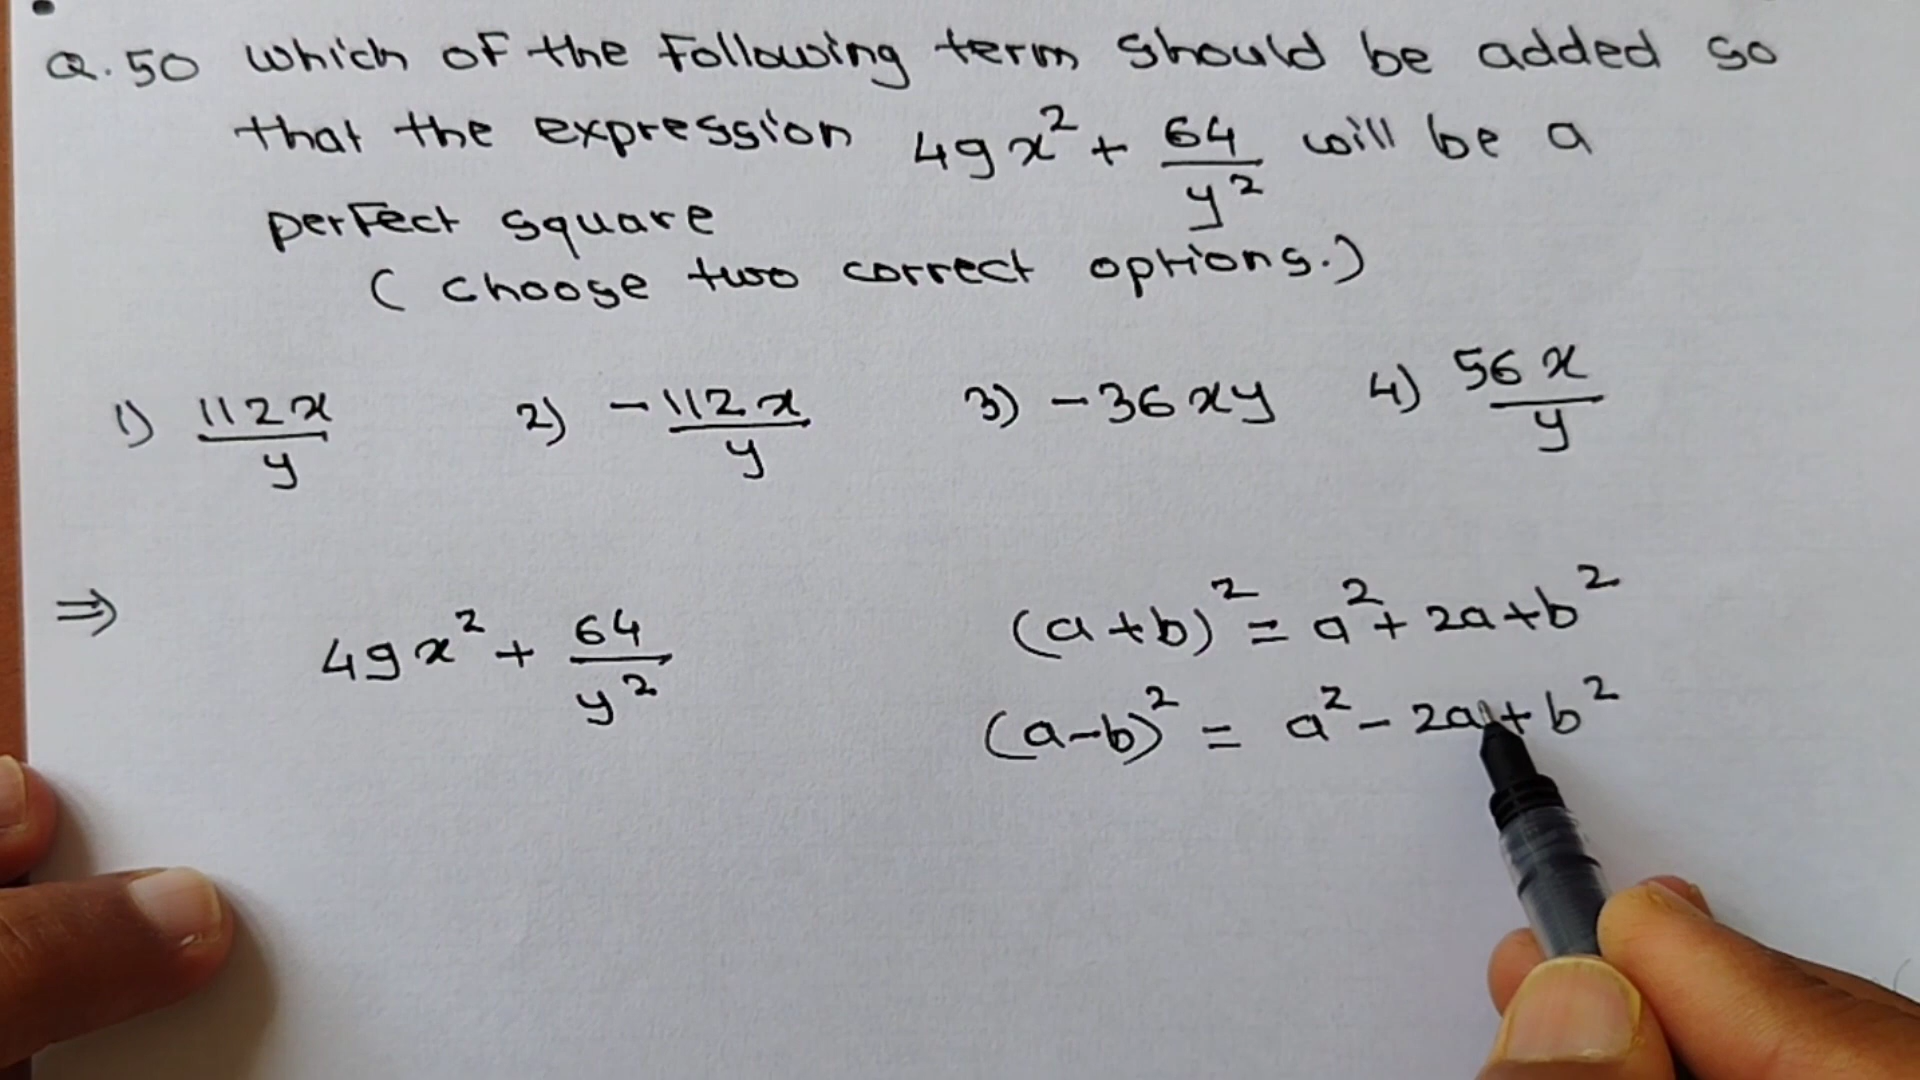 Q.50 which of the following term should be added so
that the expression 49x² + 64/y² will be a
perfect square
( choose two correct options.)
1) 112x/y 2) -112x/y 3) -36xy 4) 56x/y
⇒ 49x² + 64/y²
(a+b)² = a² + 2a+b²
(a-b)² = a² - 2a+b²